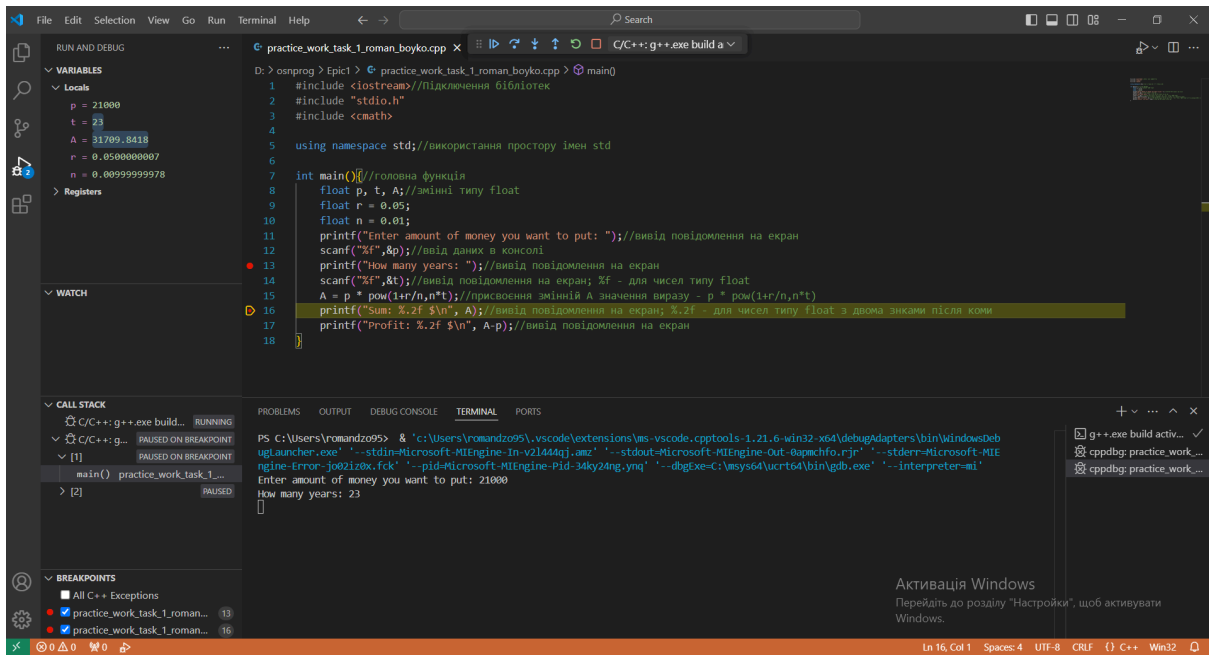 File Edit Selection View Go Run Terminal Help
Search
RUN AND DEBUG
VARIABLES
Locals
p = 21000
t = 23
A = 31709.8418
r = 0.0500000007
n = 0.00999999978
Registers
WATCH
CALL STACK
C/C++: g++.exe build... RUNNING
C/C++: g... PAUSED ON BREAKPOINT
[1] PAUSED ON BREAKPOINT
main() practice_work_task_1_...
[2] PAUSED
BREAKPOINTS
All C++ Exceptions
practice_work_task_1_roman... 13
practice_work_task_1_roman... 16
practice_work_task_1_roman_boyko.cpp
C/C++: g++.exe build a
D: > osnprog > Epic1 > practice_work_task_1_roman_boyko.cpp > main()
1 #include <iostream>//Підключення бібліотек
2 #include "stdio.h"
3 #include <cmath>
4
5 using namespace std;//використання простору імен std
6
7 int main(){//головна функція
8 float p, t, A;//змінні типу float
9 float r = 0.05;
10 float n = 0.01;
11 printf("Enter amount of money you want to put: ");//вивід повідомлення на екран
12 scanf("%f",&p);//ввід даних в консолі
13 printf("How many years: ");//вивід повідомлення на екран
14 scanf("%f",&t);//вивід повідомлення на екран; %f - для чисел типу float
15 A = p * pow(1+r/n,n*t);//присвоєння змінній A значення виразу - p * pow(1+r/n,n*t)
16 printf("Sum: %.2f $\n", A);//вивід повідомлення на екран; %.2f - для чисел типу float з двома знками після коми
17 printf("Profit: %.2f $\n", A-p);//вивід повідомлення на екран
18 }
PROBLEMS OUTPUT DEBUG CONSOLE TERMINAL PORTS
PS C:\Users\romandzo95> & 'c:\Users\romandzo95\.vscode\extensions\ms-vscode.cpptools-1.21.6-win32-x64\debugAdapters\bin\WindowsDeb
ugLauncher.exe' '--stdin=Microsoft-MIEngine-In-v2l444qj.amz' '--stdout=Microsoft-MIEngine-Out-0apmchfo.rjr' '--stderr=Microsoft-MIE
ngine-Error-jo02iz0x.fck' '--pid=Microsoft-MIEngine-Pid-34ky24ng.ynq' '--dbgExe=C:\msys64\ucrt64\bin\gdb.exe' '--interpreter=mi'
Enter amount of money you want to put: 21000
How many years: 23
g++.exe build activ...
cppdbg: practice_work_...
cppdbg: practice_work_...
Активація Windows
Перейдіть до розділу "Настройки", щоб активувати
Windows.
2
0 0 0
Ln 16, Col 1 Spaces: 4 UTF-8 CRLF {} C++ Win32